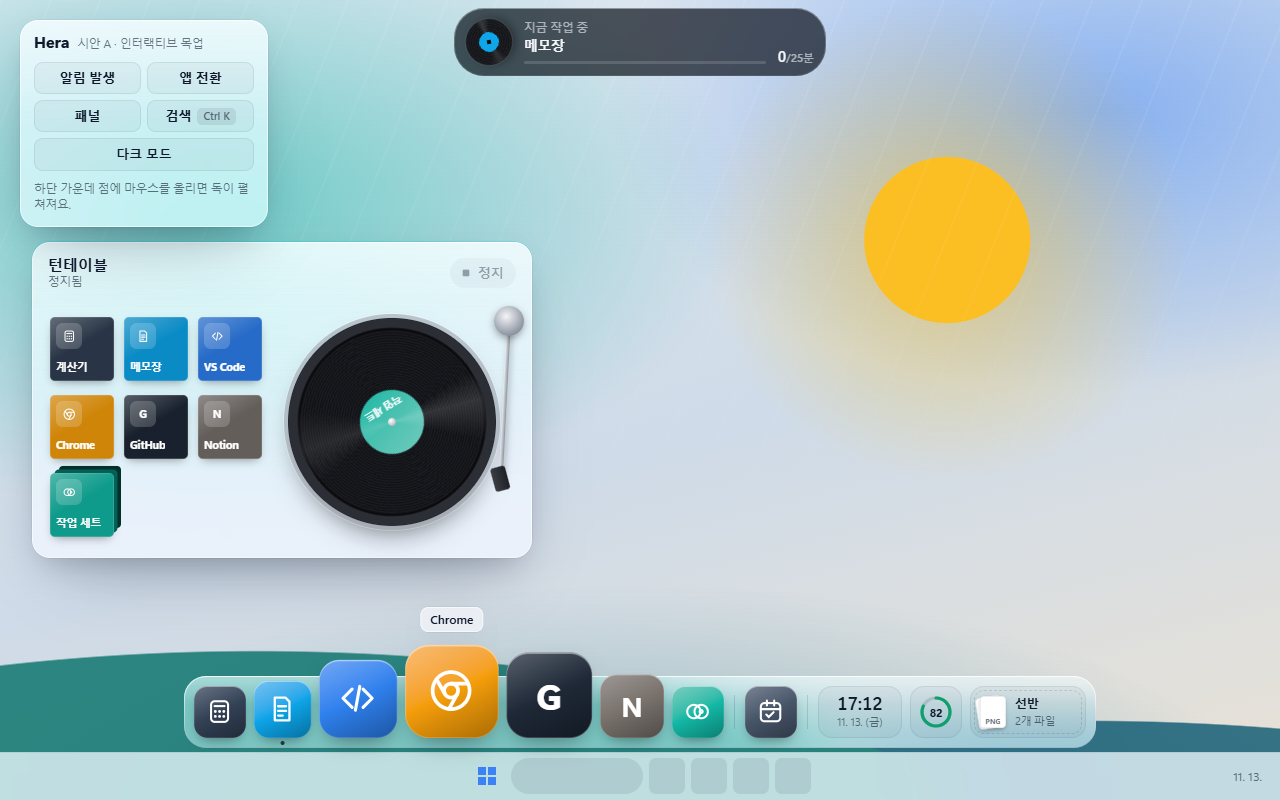 Hera 시안 A · 인터랙티브 목업
알림 발생
앱 전환
패널
검색 Ctrl K
다크 모드
하단 가운데 점에 마우스를 올리면 독이 펼
쳐져요.
지금 작업 중
메모장
0/25분
턴테이블
정지됨
정지
계산기
메모장
VS Code
Chrome
G
GitHub
N
Notion
작업 세트
작업 세트
Chrome
G
N
17:12
11. 13. (금)
82
PNG
선반
2개 파일
11. 13.